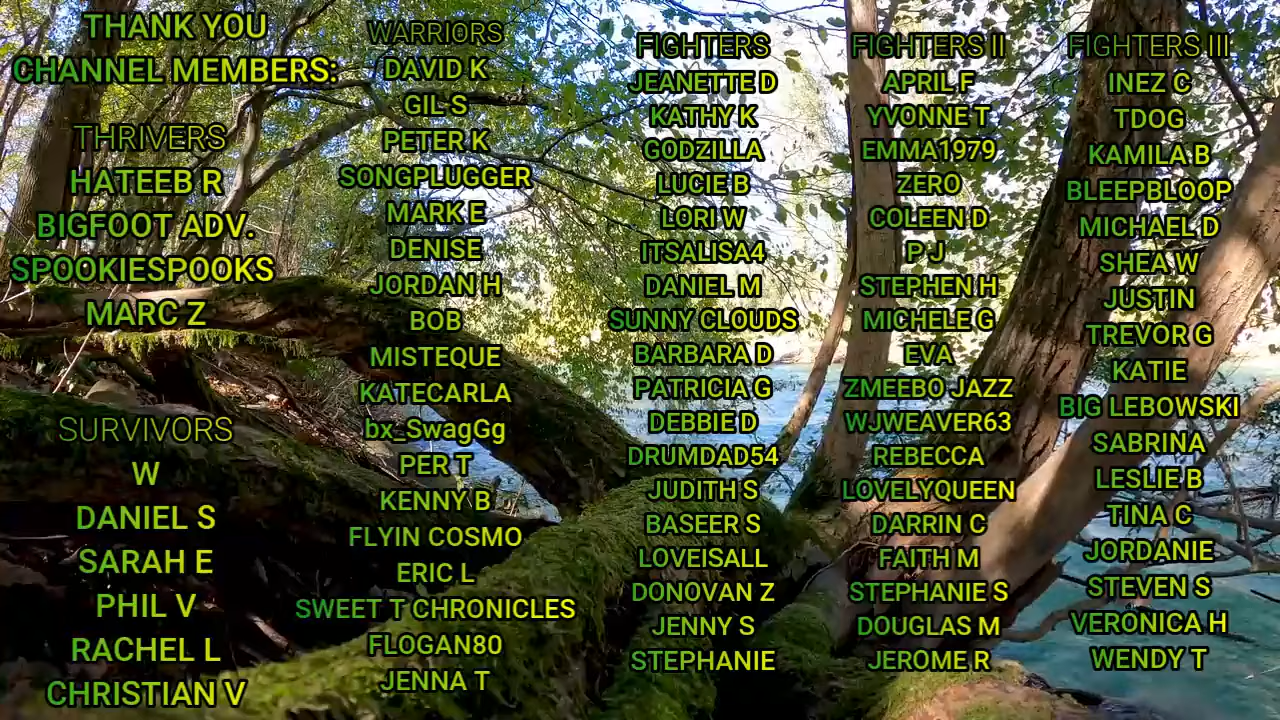 THANK YOU
CHANNEL MEMBERS:
THRIVERS
HATEEB R
BIGFOOT ADV.
SPOOKIESPOOKS
MARC Z
SURVIVORS
W
DANIEL S
SARAH E
PHIL V
RACHEL L
CHRISTIAN V
WARRIORS
DAVID K
GIL S
PETER K
SONGPLUGGER
MARK E
DENISE
JORDAN H
BOB
MISTEQUE
KATECARLA
bx_SwagGg
PER T
KENNY B
FLYIN COSMO
ERIC L
SWEET T CHRONICLES
FLOGAN80
JENNA T
FIGHTERS
JEANETTE D
KATHY K
GODZILLA
LUCIE B
LORI W
ITSALISA4
DANIEL M
SUNNY CLOUDS
BARBARA D
PATRICIA G
DEBBIE D
DRUMDAD54
JUDITH S
BASEER S
LOVEISALL
DONOVAN Z
JENNY S
STEPHANIE
FIGHTERS II
APRIL F
YVONNE T
EMMA1979
ZERO
COLEEN D
P J
STEPHEN H
MICHELE G
EVA
ZMEEBO JAZZ
WJWEAVER63
REBECCA
LOVELYQUEEN
DARRIN C
FAITH M
STEPHANIE S
DOUGLAS M
JEROME R
FIGHTERS III
INEZ C
TDOG
KAMILA B
BLEEPBLOOP
MICHAEL D
SHEA W
JUSTIN
TREVOR G
KATIE
BIG LEBOWSKI
SABRINA
LESLIE B
TINA C
JORDANIE
STEVEN S
VERONICA H
WENDY T